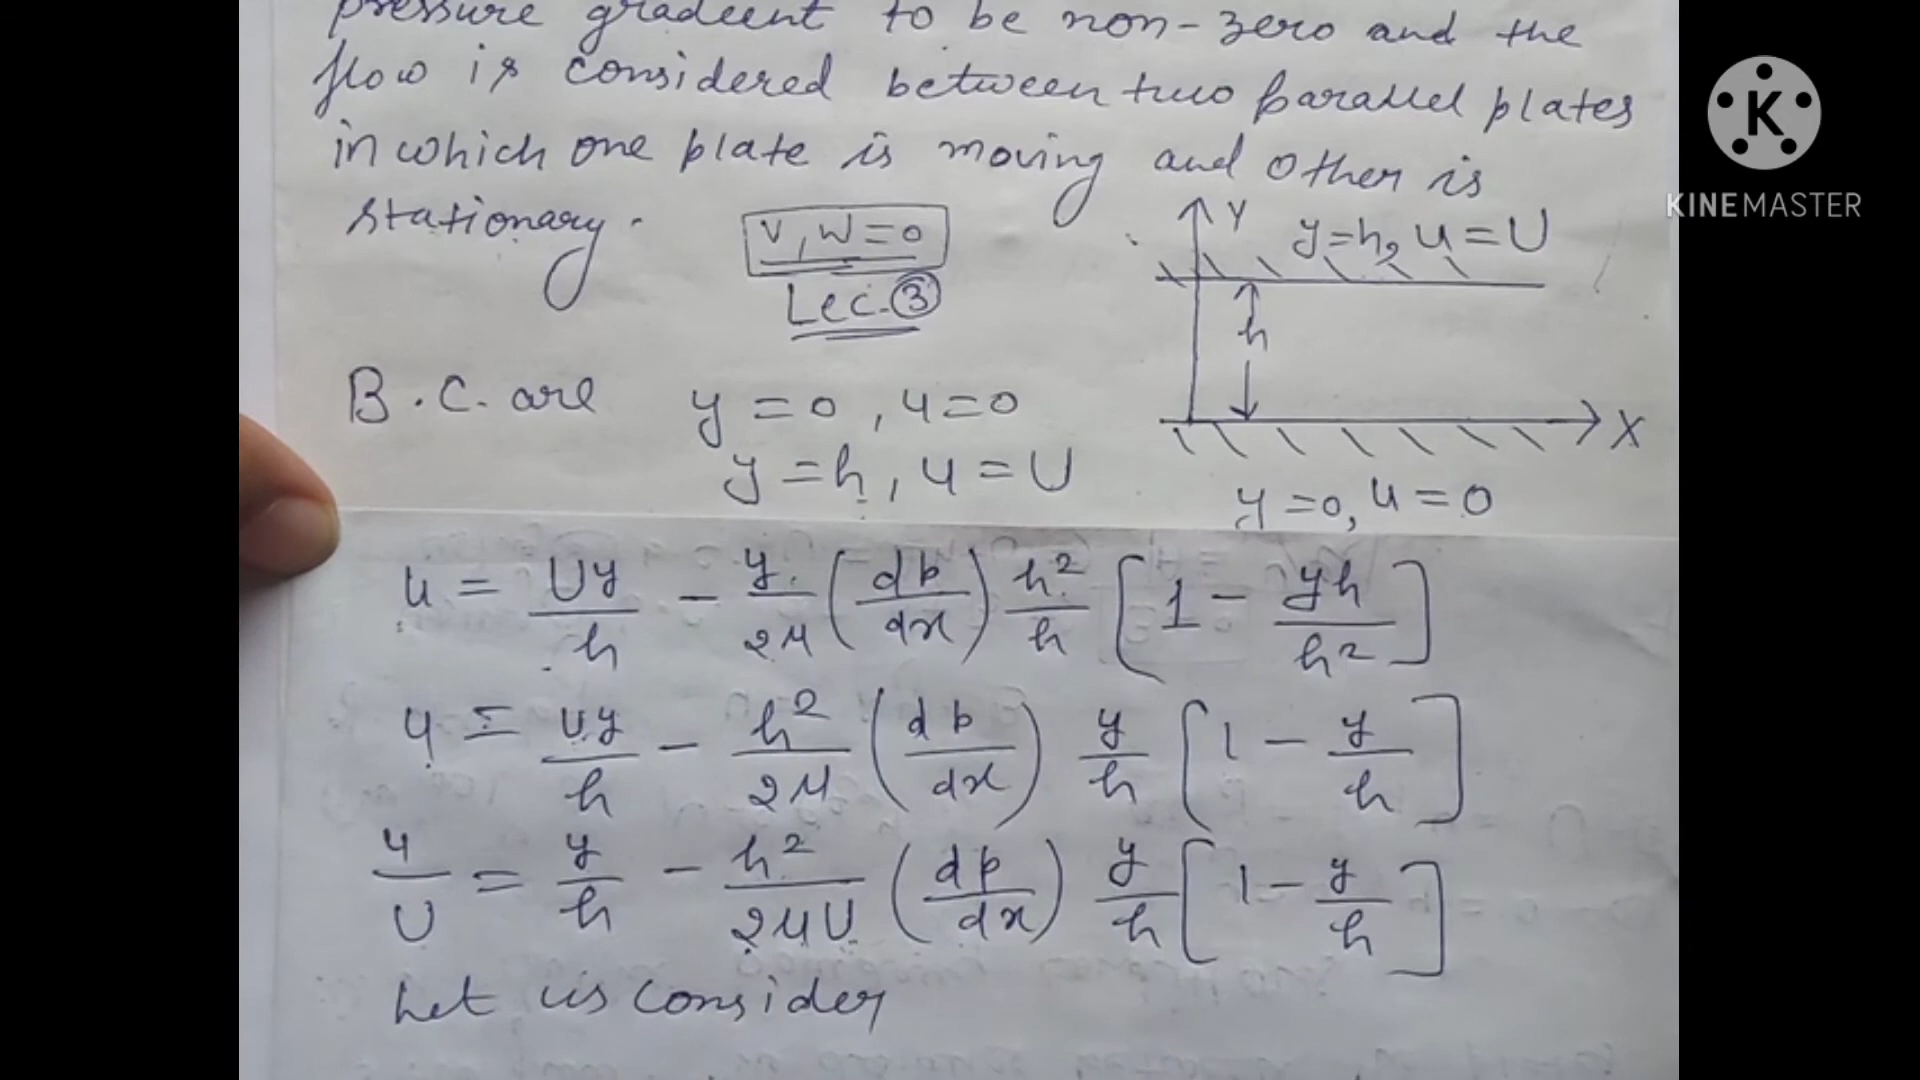 pressure gradient to be non-zero and the
flow is considered between two parallel plates
in which one plate is moving and other is
stationary.
v, w = 0
Lec. 3
Y
y=h, u=U
h
X
y=0, u=0
B.C. are y=0, u=0
y=h, u=U
u = Uy/h - y/2μ (dp/dx) h²/h [1 - yh/h²]
u = Uy/h - h²/2μ (dp/dx) y/h [1 - y/h]
u/U = y/h - h²/2μU (dp/dx) y/h [1 - y/h]
Let us consider
K
KINEMASTER